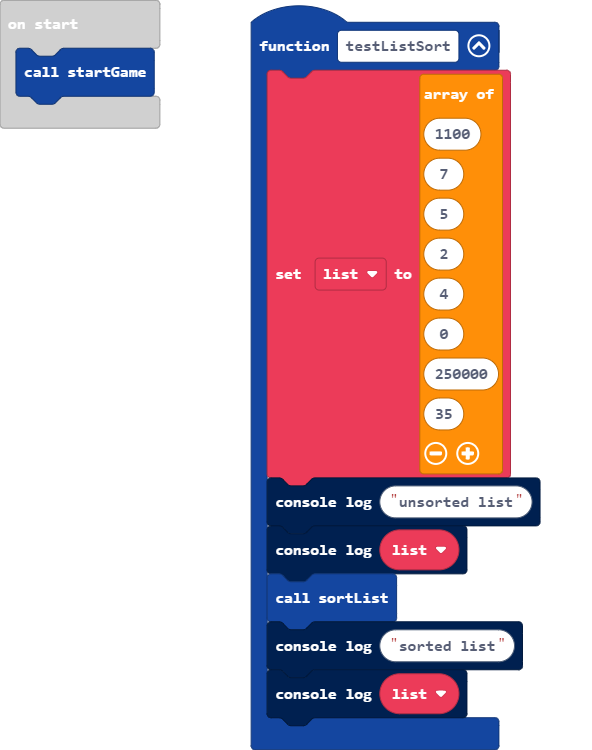 on start
call startGame
function testListSort
array of
1100
7
5
2
4
0
250000
35
set list to
console log "unsorted list"
console log list
call sortList
console log "sorted list"
console log list